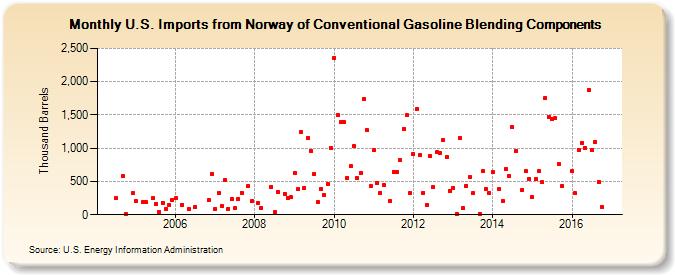 Monthly U.S. Imports from Norway of Conventional Gasoline Blending Components
Thousand Barrels
2,500
2,000
1,500
1,000
500
0
2006 2008 2010 2012 2014 2016
Source: U.S. Energy Information Administration